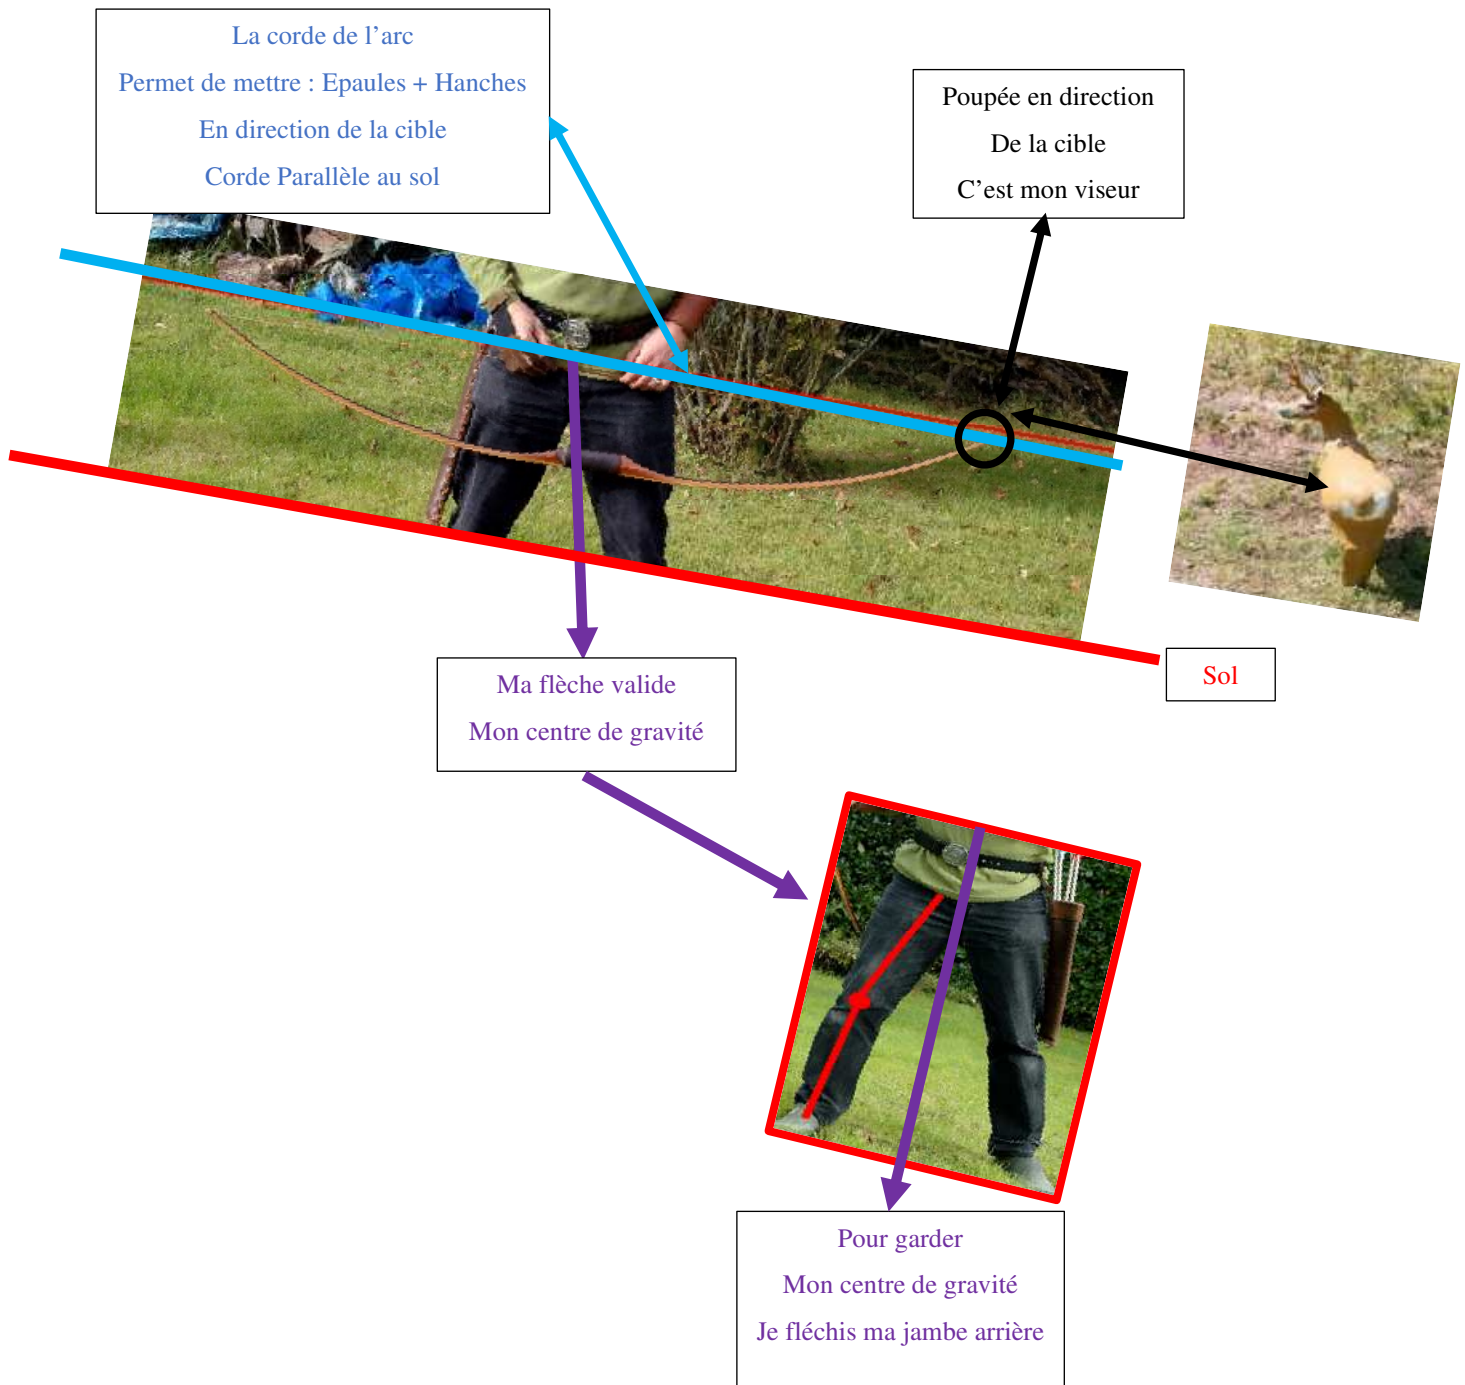 La corde de l’arc
Permet de mettre : Epaules + Hanches
En direction de la cible
Corde Parallèle au sol
Poupée en direction
De la cible
C’est mon viseur
Sol
Ma flèche valide
Mon centre de gravité
Pour garder
Mon centre de gravité
Je fléchis ma jambe arrière